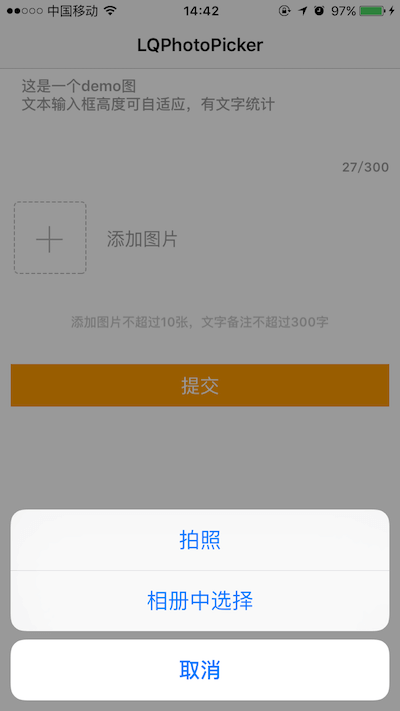 中国移动 14:42 97%
LQPhotoPicker
这是一个demo图
文本输入框高度可自适应，有文字统计
27/300
添加图片
添加图片不超过10张，文字备注不超过300字
提交
拍照
相册中选择
取消